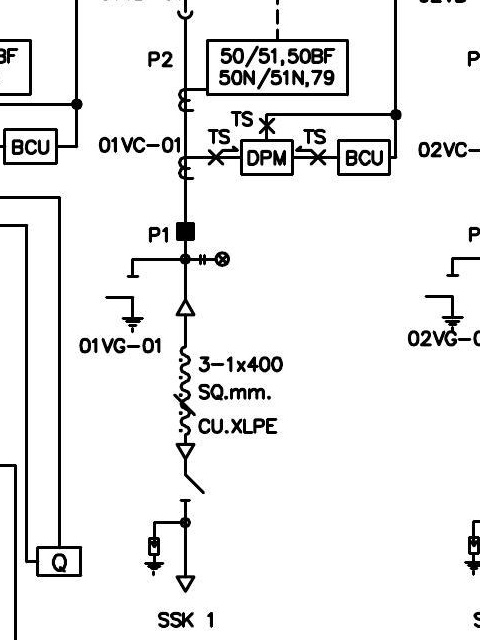 P2
50/51,50BF
50N/51N,79
BF
TS
01VC-01
TS
TS
BCU
DPM
BCU
02VC-
P1
P
01VG-01
02VG-0
3-1x400
SQ.mm.
CU.XLPE
Q
SSK 1